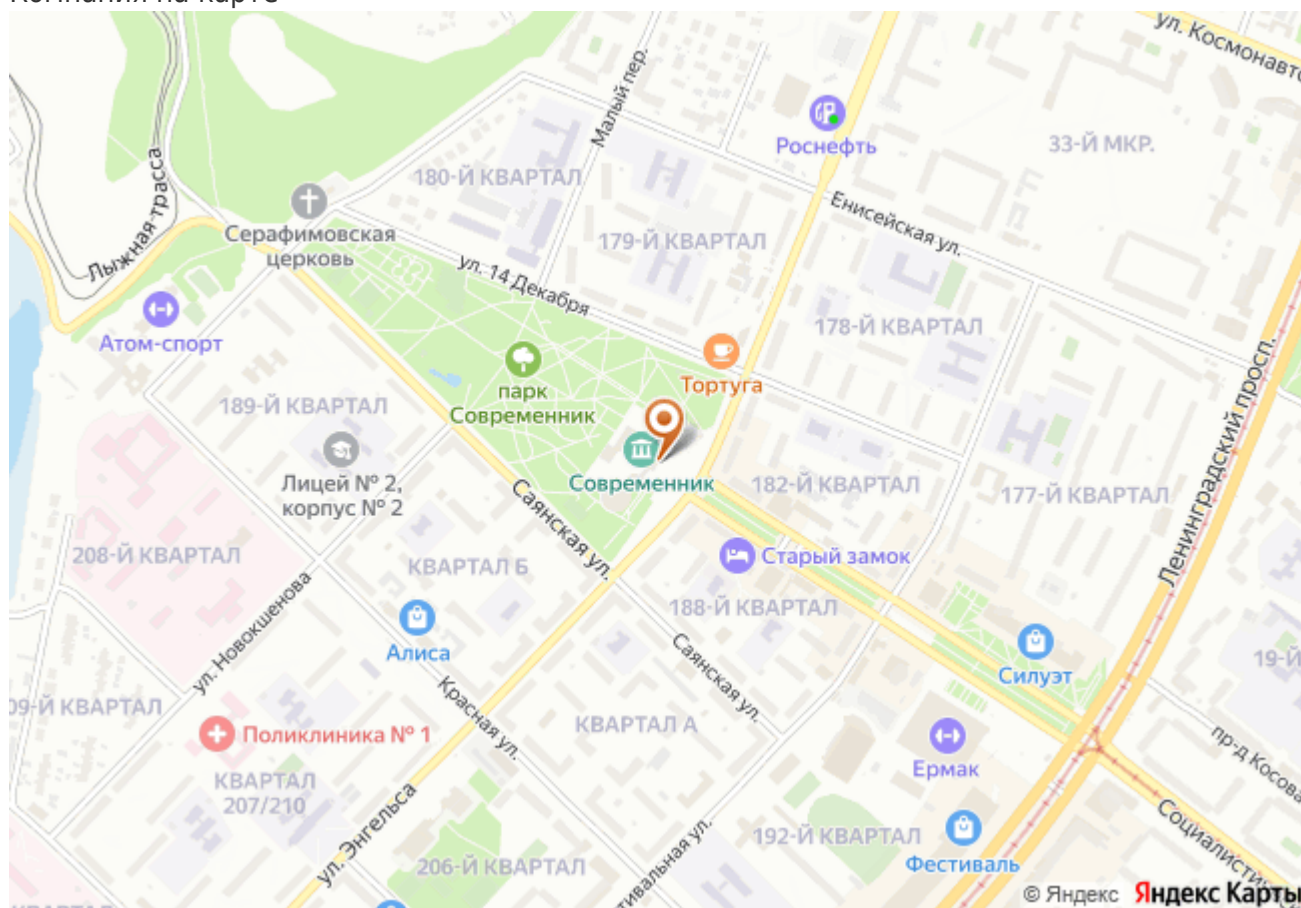 ул. Космонавто
Малый пер.
Роснефть
33-Й МКР.
180-Й КВАРТАЛ
Лыжная трасса
Енисейская ул.
Серафимовская
церковь
179-Й КВАРТАЛ
ул. 14 Декабря
178-Й КВАРТАЛ
Атом-спорт
Ленинградский просп.
Тортуга
парк
Современник
189-Й КВАРТАЛ
Лицей № 2,
корпус № 2
Современник
182-Й КВАРТАЛ
177-Й КВАРТАЛ
Саянская ул.
208-Й КВАРТАЛ
КВАРТАЛ Б
Старый замок
ул. Новокшенова
188-Й КВАРТАЛ
Алиса
Саянская ул.
Силуэт
19-Й
09-Й КВАРТАЛ
Красная ул.
КВАРТАЛ А
Поликлиника № 1
пр-д Косова
Ермак
КВАРТАЛ
207/210
ул. Энгельса
Социалистич
192-Й КВАРТАЛ
Фестиваль
206-Й КВАРТАЛ
тивальная ул.
© Яндекс Яндекс Карты